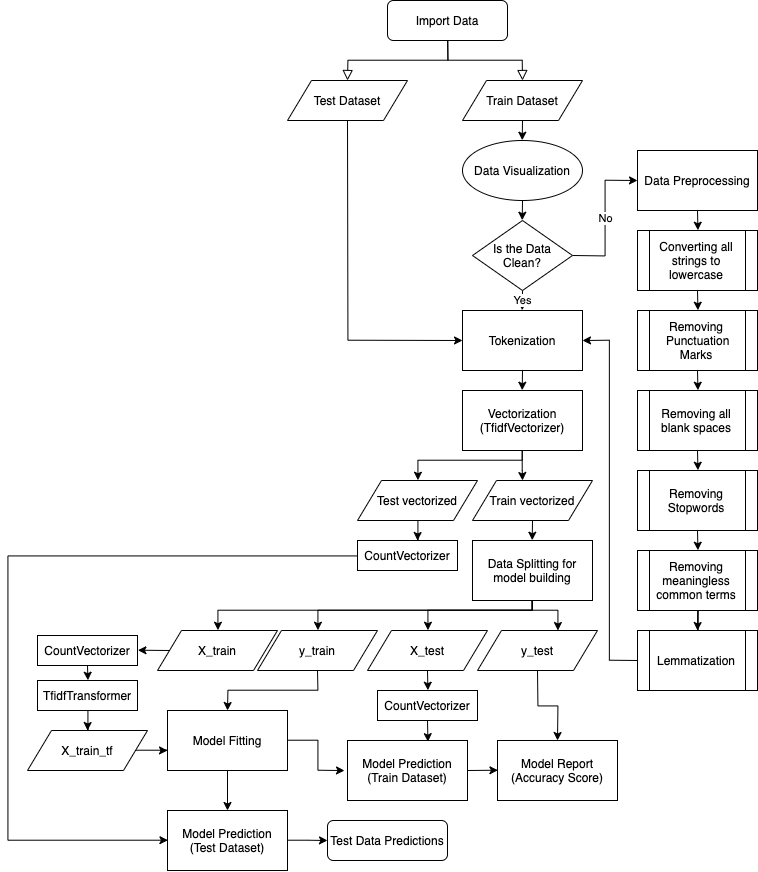 Import Data
Test Dataset
Train Dataset
Data Visualization
Data Preprocessing
No
Is the Data
Clean?
Converting all
strings to
lowercase
Yes
Tokenization
Removing
Punctuation
Marks
Vectorization
(TfidfVectorizer)
Removing all
blank spaces
Test vectorized
Train vectorized
Removing
Stopwords
CountVectorizer
Data Splitting for
model building
Removing
meaningless
common terms
CountVectorizer
X_train
y_train
X_test
y_test
Lemmatization
TfidfTransformer
CountVectorizer
X_train_tf
Model Fitting
Model Prediction
(Train Dataset)
Model Report
(Accuracy Score)
Model Prediction
(Test Dataset)
Test Data Predictions